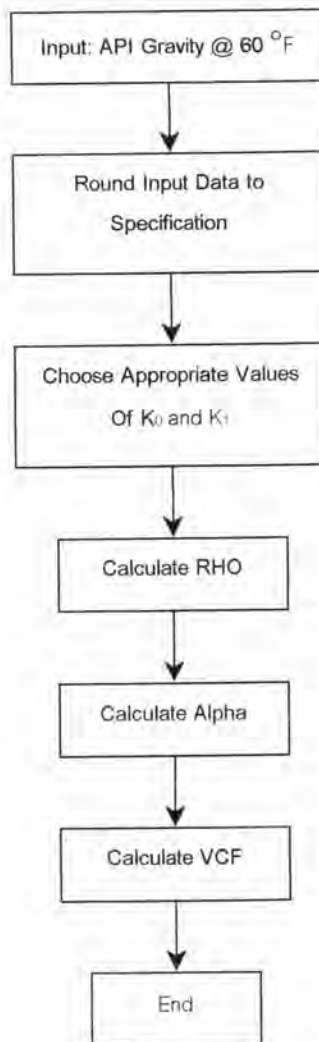 Input: API Gravity @ 60 °F
Round Input Data to
Specification
Choose Appropriate Values
Of K₀ and K₁
Calculate RHO
Calculate Alpha
Calculate VCF
End